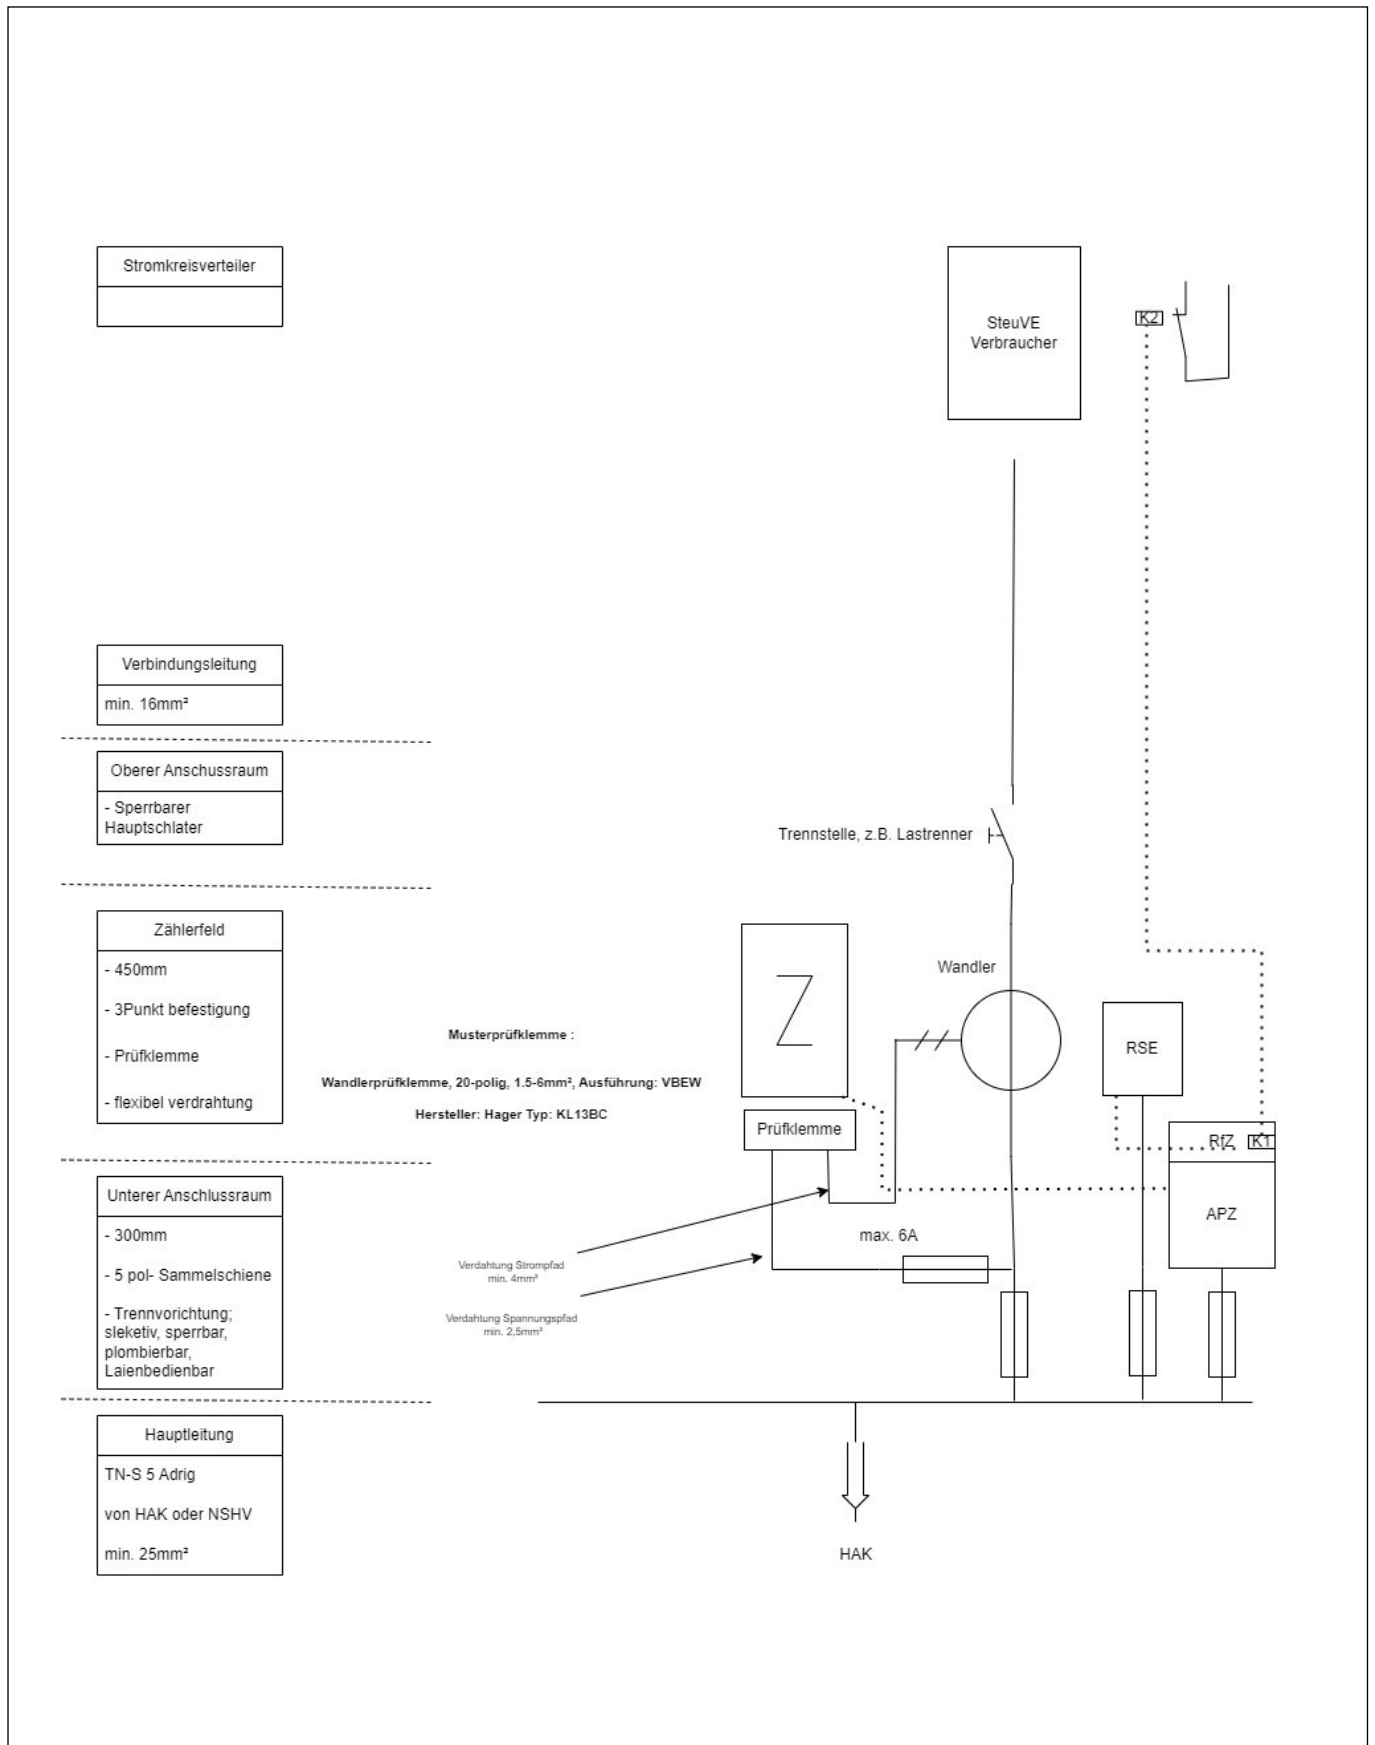 Stromkreisverteiler
SteuVE
Verbraucher
K2
Verbindungsleitung
min. 16mm²
Oberer Anschussraum
- Sperrbarer
Hauptschlater
Trennstelle, z.B. Lastrenner
Zählerfeld
- 450mm
- 3Punkt befestigung
- Prüfklemme
- flexibel verdrahtung
Musterprüfklemme :
Wandlerprüfklemme, 20-polig, 1.5-6mm², Ausführung: VBEW
Hersteller: Hager Typ: KL13BC
Z
Prüfklemme
Wandler
RSE
RfZ
K1
APZ
Unterer Anschlussraum
- 300mm
- 5 pol- Sammelschiene
- Trennvorichtung;
sleketiv, sperrbar,
plombierbar,
Laienbedienbar
Verdahtung Strompfad
min. 4mm²
Verdahtung Spannungspfad
min. 2,5mm²
max. 6A
Hauptleitung
TN-S 5 Adrig
von HAK oder NSHV
min. 25mm²
HAK